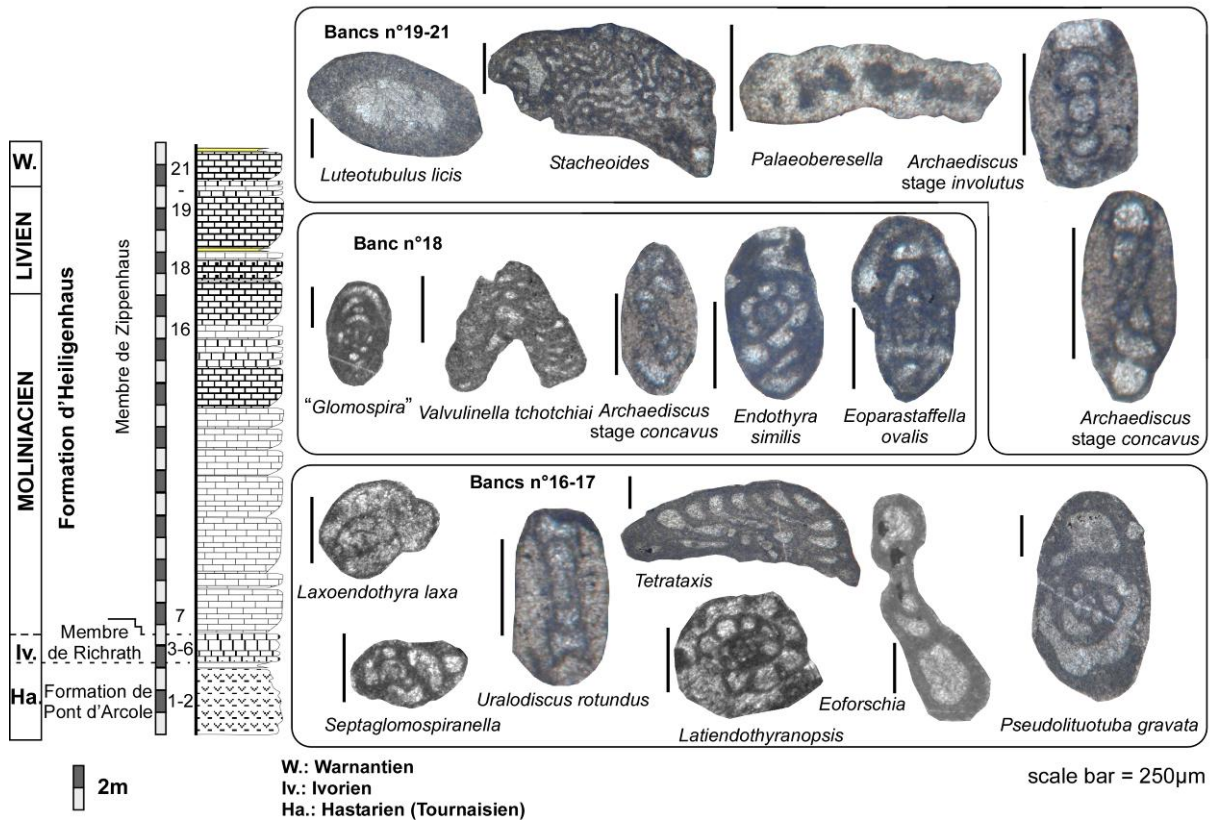 Bancs n°19-21
Luteotubulus licis
Stacheoides
Palaeoberesella
Archaediscus
stage involutus
Archaediscus
stage concavus
Banc n°18
"Glomospira"
Valvulinella tchotchiai
Archaediscus
stage concavus
Endothyra
similis
Eoparastaffella
ovalis
Bancs n°16-17
Laxoendothyra laxa
Septaglomospiranella
Uralodiscus rotundus
Tetrataxis
Latiendothyranopsis
Eoforschia
Pseudolituotuba gravata
W.
LIVIEN
MOLINIACIEN
Iv.
Ha.
Formation d'Heiligenhaus
Membre de Zippenhaus
Membre
de Richrath
Formation de
Pont d'Arcole
21
-
19
18
16
7
3-6
1-2
2m
W.: Warnantien
Iv.: Ivorien
Ha.: Hastarien (Tournaisien)
scale bar = 250µm